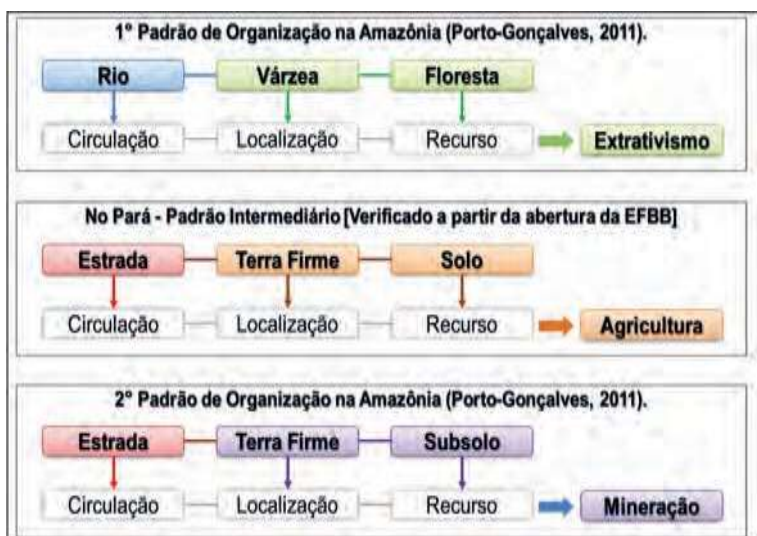 1° Padrão de Organização na Amazônia (Porto-Gonçalves, 2011).
Rio Várzea Floresta
Circulação Localização Recurso Extrativismo
No Pará - Padrão Intermediário [Verificado a partir da abertura da EFBB]
Estrada Terra Firme Solo
Circulação Localização Recurso Agricultura
2° Padrão de Organização na Amazônia (Porto-Gonçalves, 2011).
Estrada Terra Firme Subsolo
Circulação Localização Recurso Mineração